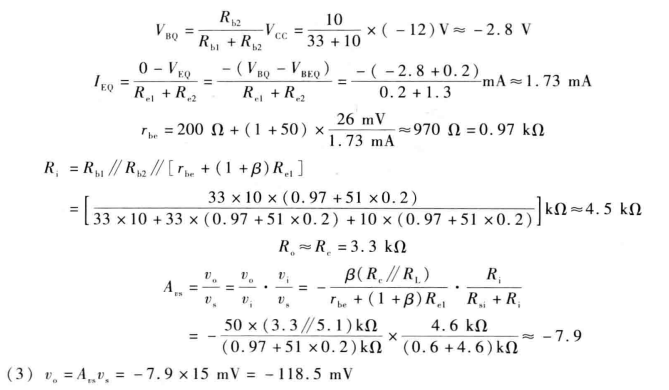 V_BQ = R_b2 / (R_b1 + R_b2) V_CC = 10 / (33 + 10) × ( − 12) V ≈ − 2.8 V
I_EQ = (0 − V_EQ) / (R_e1 + R_e2) = −(V_BQ − V_BEQ) / (R_e1 + R_e2) = −( − 2.8 + 0.2) / (0.2 + 1.3) mA ≈ 1.73 mA
r_be = 200 Ω + (1 + 50) × 26 mV / 1.73 mA ≈ 970 Ω = 0.97 kΩ
R_i = R_b1 // R_b2 // [r_be + (1 + β)R_e1]
= [33 × 10 × (0.97 + 51 × 0.2) / (33 × 10 + 33 × (0.97 + 51 × 0.2) + 10 × (0.97 + 51 × 0.2))] kΩ ≈ 4.5 kΩ
R_o ≈ R_c = 3.3 kΩ
A_vs = v_o / v_s = v_o / v_i · v_i / v_s = − β(R_c // R_L) / (r_be + (1 + β)R_e1) · R_i / (R_si + R_i)
= − 50 × (3.3 // 5.1) kΩ / (0.97 + 51 × 0.2) kΩ × 4.6 kΩ / (0.6 + 4.6) kΩ ≈ − 7.9
(3) v_o = A_vs v_s = − 7.9 × 15 mV = − 118.5 mV